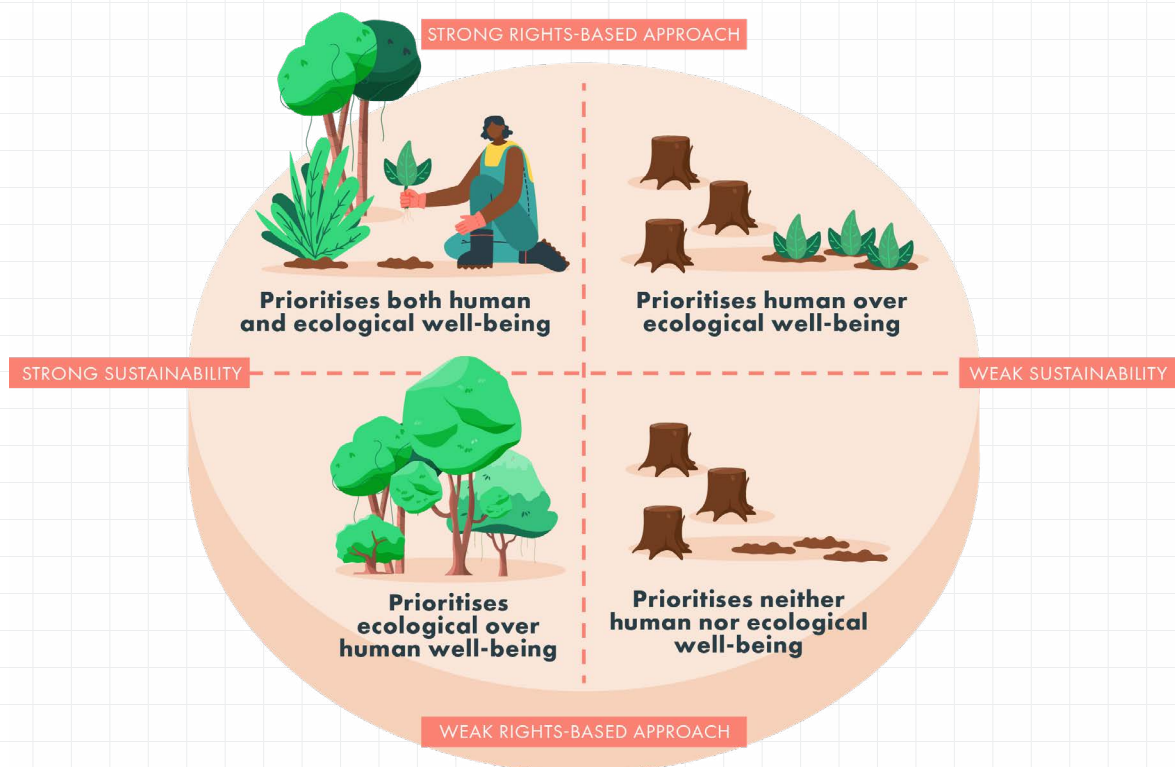 STRONG RIGHTS-BASED APPROACH
Prioritises both human
and ecological well-being
Prioritises human over
ecological well-being
STRONG SUSTAINABILITY
WEAK SUSTAINABILITY
Prioritises
ecological over
human well-being
Prioritises neither
human nor ecological
well-being
WEAK RIGHTS-BASED APPROACH